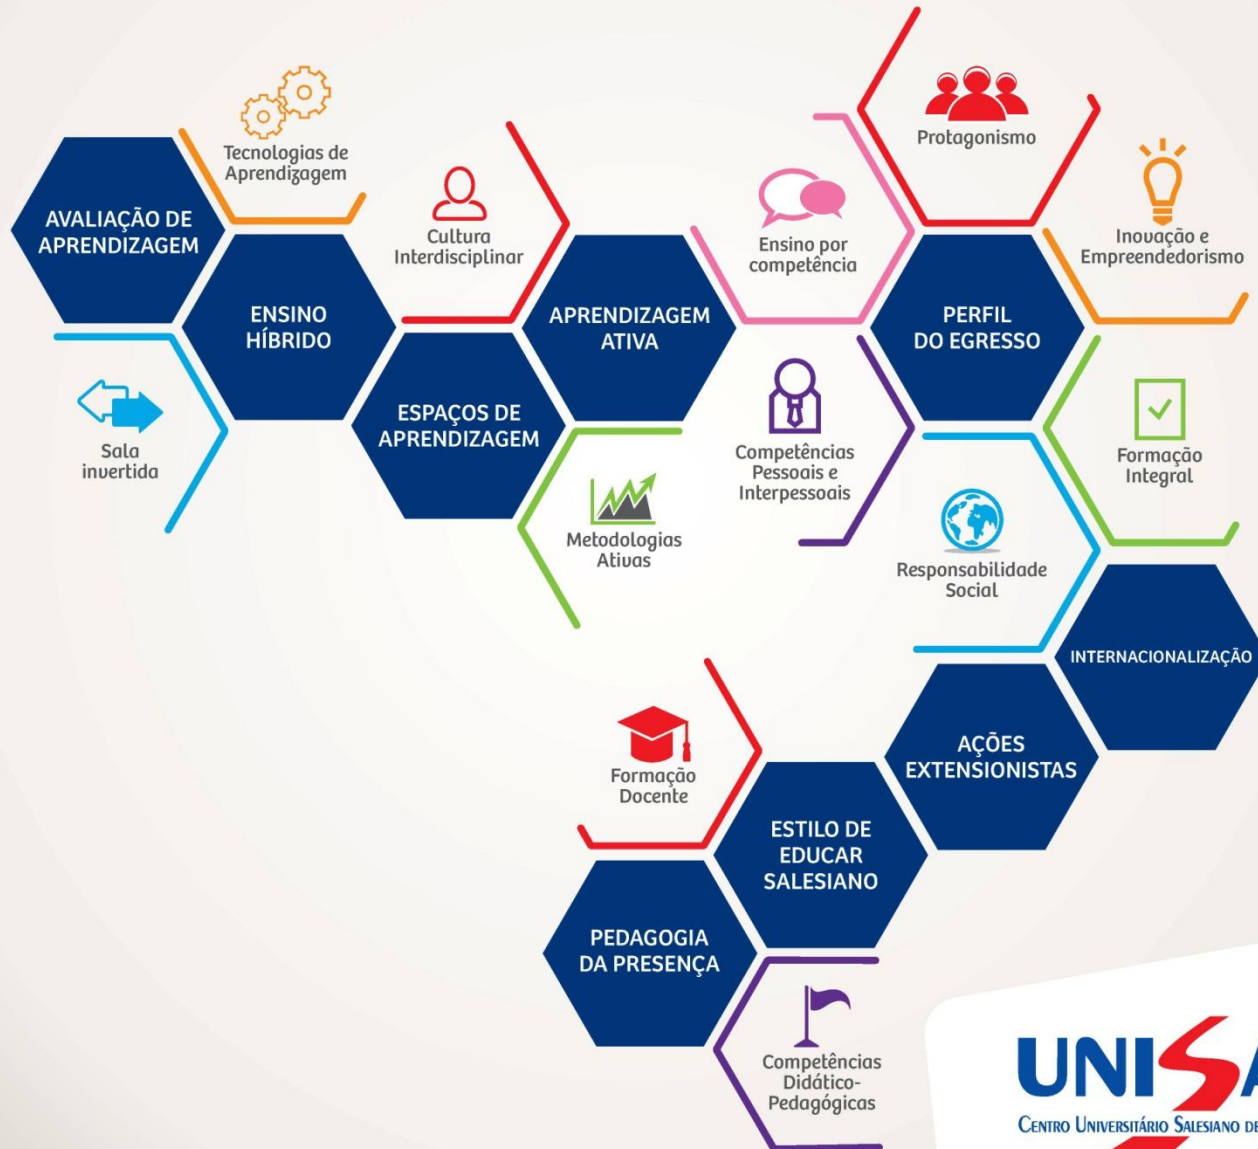 Tecnologias de
Aprendizagem
Protagonismo
AVALIAÇÃO DE
APRENDIZAGEM
Cultura
Interdisciplinar
Ensino por
competência
Inovação e
Empreendedorismo
ENSINO
HÍBRIDO
APRENDIZAGEM
ATIVA
PERFIL
DO EGRESSO
Sala
invertida
ESPAÇOS DE
APRENDIZAGEM
Competências
Pessoais e
Interpessoais
Formação
Integral
Metodologias
Ativas
Responsabilidade
Social
INTERNACIONALIZAÇÃO
Formação
Docente
AÇÕES
EXTENSIONISTAS
ESTILO DE
EDUCAR
SALESIANO
PEDAGOGIA
DA PRESENÇA
Competências
Didático-
Pedagógicas
UNISA
CENTRO UNIVERSITÁRIO SALESIANO DE